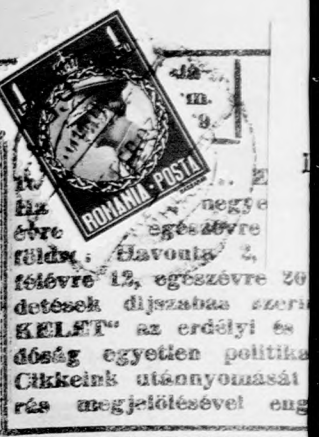 ROMANIA·POSTA
negye
évre egészévre
Havonta 2,
félévre 12, egészévre 20
detések díjszabás szeri
KELET“ az erdélyi és
dóság egyetlen politika
Cikkeink utánnyomását
rás megjelölésével eng